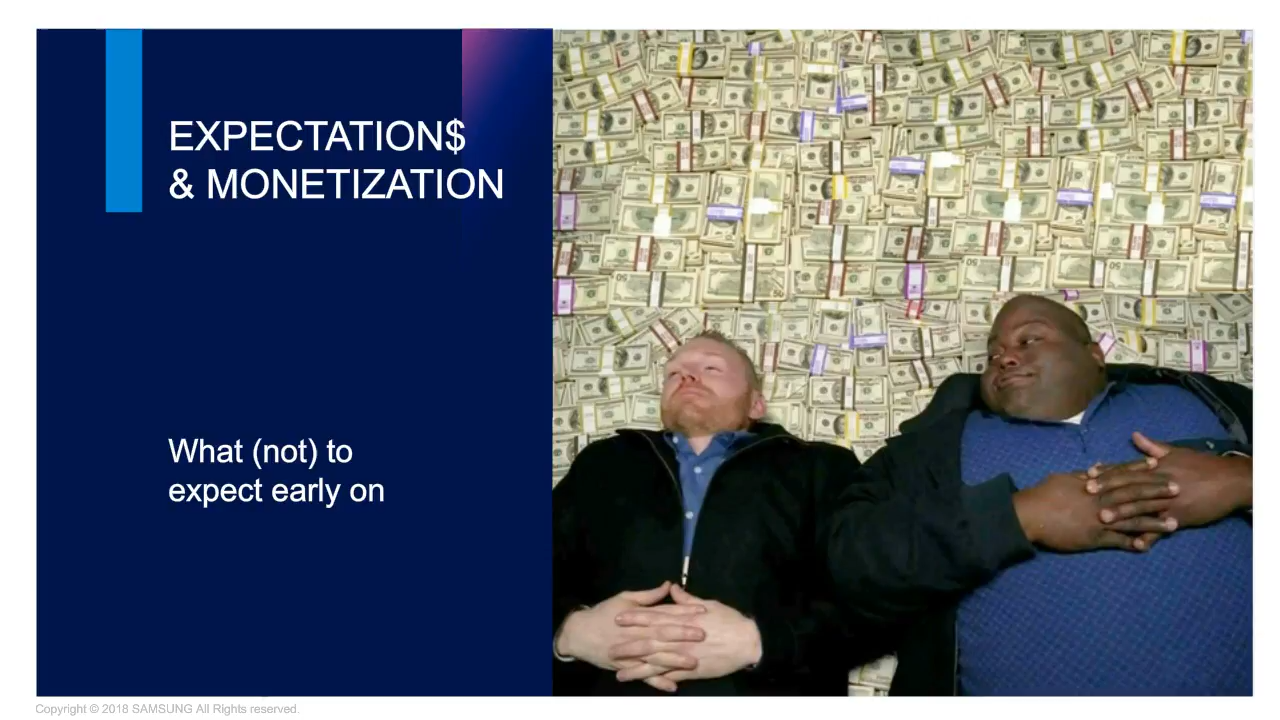 EXPECTATION$
& MONETIZATION
What (not) to
expect early on
Copyright © 2018 SAMSUNG All Rights reserved.